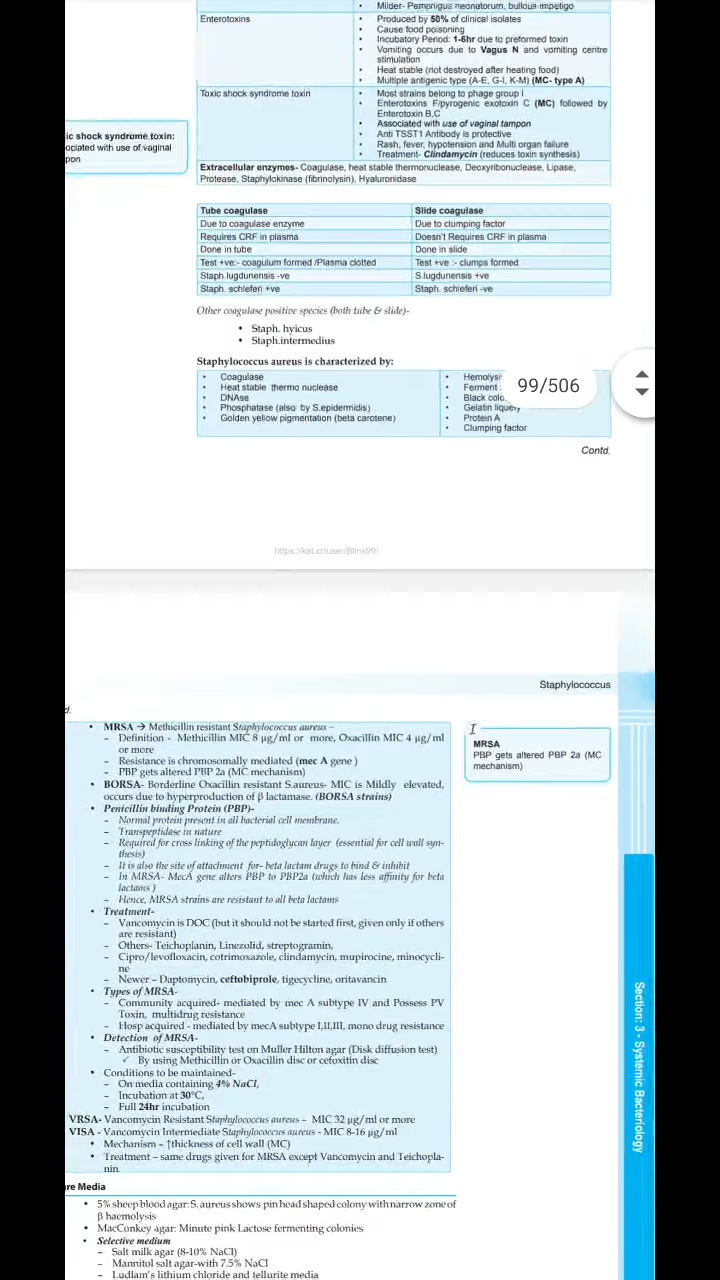 Milder- Pemphigus neonatorum, bullous impetigo
Enterotoxins
• Produced by 50% of clinical isolates
• Cause food poisoning
• Incubatory Period: 1-6hr due to preformed toxin
• Vomiting occurs due to Vagus N and vomiting centre
stimulation
• Heat stable (not destroyed after heating food)
• Multiple antigenic type (A-E, G-I, K-M) (MC- type A)
Toxic shock syndrome toxin
• Most strains belong to phage group I
• Enterotoxins F/pyrogenic exotoxin C (MC) followed by
Enterotoxin B,C
• Associated with use of vaginal tampon
• Anti TSST1 Antibody is protective
• Rash, fever, hypotension and Multi organ failure
• Treatment- Clindamycin (reduces toxin synthesis)
ic shock syndrome toxin:
ociated with use of vaginal
pon
Extracellular enzymes- Coagulase, heat stable thermonuclease, Deoxyribonuclease, Lipase,
Protease, Staphylokinase (fibrinolysin), Hyaluronidase
Tube coagulase Slide coagulase
Due to coagulase enzyme Due to clumping factor
Requires CRF in plasma Doesn't Requires CRF in plasma
Done in tube Done in slide
Test +ve:- coagulum formed /Plasma clotted Test +ve :- clumps formed
Staph.lugdunensis -ve S.lugdunensis +ve
Staph. schleferi +ve Staph. schieferi -ve
Other coagulase positive species (both tube & slide)-
• Staph. hyicus
• Staph.intermedius
Staphylococcus aureus is characterized by:
• Coagulase
• Heat stable thermo nuclease
• DNAse
• Phosphatase (also by S.epidermidis)
• Golden yellow pigmentation (beta carotene)
• Hemolys
• Ferment
• Black colo
• Gelatin liquefy
• Protein A
• Clumping factor
99/506
Contd.
https://kat.cr/user/Blink99/
Staphylococcus
d.
• MRSA → Methicillin resistant Staphylococcus aureus –
– Definition - Methicillin MIC 8 µg/ml or more, Oxacillin MIC 4 µg/ml
or more
– Resistance is chromosomally mediated (mec A gene )
– PBP gets altered PBP 2a (MC mechanism)
• BORSA- Borderline Oxacillin resistant S.aureus- MIC is Mildly elevated,
occurs due to hyperproduction of β lactamase. (BORSA strains)
• Penicillin binding Protein (PBP)-
– Normal protein present in all bacterial cell membrane.
– Transpeptidase in nature
– Required for cross linking of the peptidoglycan layer (essential for cell wall syn-
thesis)
– It is also the site of attachment for- beta lactam drugs to bind & inhibit
– In MRSA- MecA gene alters PBP to PBP2a (which has less affinity for beta
lactams )
– Hence, MRSA strains are resistant to all beta lactams
• Treatment-
– Vancomycin is DOC (but it should not be started first, given only if others
are resistant)
– Others- Teichoplanin, Linezolid, streptogramin,
– Cipro/levofloxacin, cotrimoxazole, clindamycin, mupirocine, minocycli-
ne
– Newer – Daptomycin, ceftobiprole, tigecycline, oritavancin
• Types of MRSA-
– Community acquired- mediated by mec A subtype IV and Possess PV
Toxin, multidrug resistance
– Hosp acquired - mediated by mecA subtype I,II,III, mono drug resistance
• Detection of MRSA-
– Antibiotic susceptibility test on Muller Hilton agar (Disk diffusion test)
✓ By using Methicillin or Oxacillin disc or cefoxitin disc
• Conditions to be maintained-
– On media containing 4% NaCl,
– Incubation at 30°C,
– Full 24hr incubation
VRSA- Vancomycin Resistant Staphylococcus aureus – MIC 32 µg/ml or more
VISA - Vancomycin Intermediate Staphylococcus aureus - MIC 8-16 µg/ml
• Mechanism – ↑thickness of cell wall (MC)
• Treatment – same drugs given for MRSA except Vancomycin and Teichopla-
nin.
MRSA
PBP gets altered PBP 2a (MC
mechanism)
Section: 3 - Systemic Bacteriology
re Media
• 5% sheep blood agar: S. aureus shows pin head shaped colony with narrow zone of
β haemolysis
• MacConkey agar: Minute pink Lactose fermenting colonies
• Selective medium
– Salt milk agar (8-10% NaCl)
– Mannitol salt agar-with 7.5% NaCl
– Ludlam's lithium chloride and tellurite media